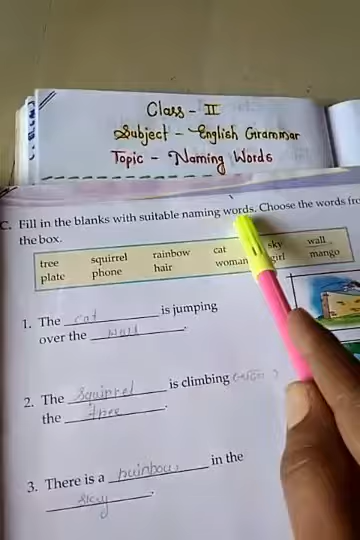 Class - II
Subject - English Grammar
Topic - Naming Words
C. Fill in the blanks with suitable naming words. Choose the words fro
the box.
tree squirrel rainbow cat sky wall
plate phone hair woman girl mango
1. The cat is jumping
over the wall.
2. The squirrel is climbing
the tree.
3. There is a rainbow in the
sky.